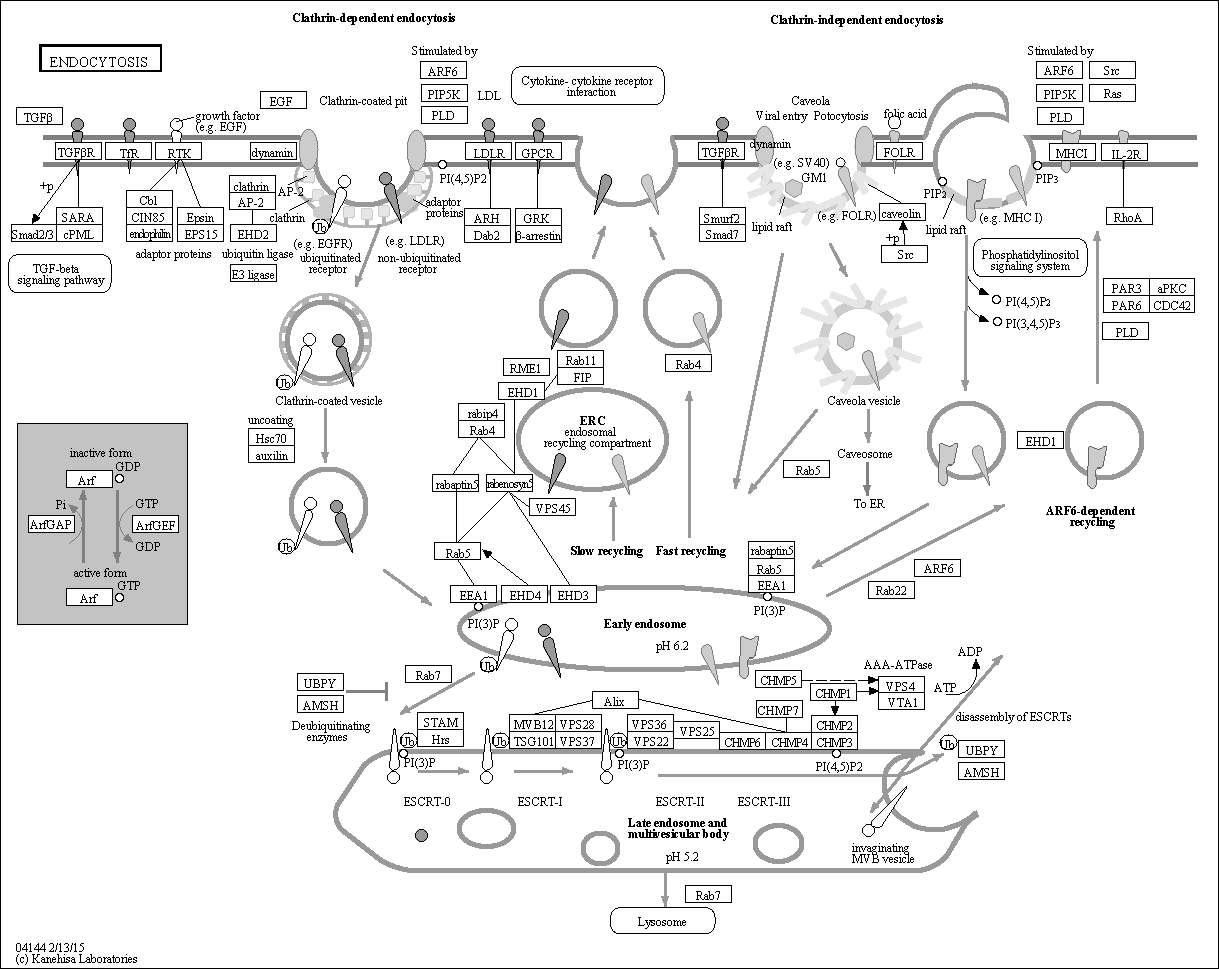 Clathrin-dependent endocytosis
Clathrin-independent endocytosis
ENDOCYTOSIS
Stimulated by
ARF6
PIP5K
PLD
LDL
Cytokine- cytokine receptor
interaction
Stimulated by
ARF6
Src
PIP5K
Ras
PLD
TGFβ
EGF
growth factor
(e.g. EGF)
Clathrin-coated pit
Caveola
Viral entry
Potocytosis
folic acid
TGFβR
TfR
RTK
dynamin
LDLR
GPCR
TGFβR
dynamin
FOLR
MHCI
IL-2R
+p
Smad2/3
SARA
cPML
Cbl
CIN85
endophilin
Epsin
EPS15
adaptor proteins
clathrin
AP-2
EHD2
AP-2
clathrin
Ub
(e.g. EGFR)
ubiquitinated
receptor
ubiquitin ligase
E3 ligase
(e.g. LDLR)
non-ubiquitinated
receptor
adaptor
proteins
PI(4,5)P2
ARH
Dab2
GRK
β-arrestin
Smurf2
Smad7
(e.g. SV40)
GM1
lipid raft
(e.g. FOLR)
caveolin
+p
Src
PIP2
lipid raft
(e.g. MHC I)
PIP3
RhoA
TGF-beta
signaling pathway
Phosphatidylinositol
signaling system
PI(4,5)P2
PI(3,4,5)P3
PAR3
aPKC
PAR6
CDC42
PLD
Ub
Clathrin-coated vesicle
uncoating
Hsc70
auxilin
Ub
RME1
Rab11
FIP
EHD1
Rab4
rabip4
Rab4
ERC
endosomal
recycling compartment
rabaptin5
rabenosyn5
VPS45
Rab5
Slow recycling
Fast recycling
Caveola vesicle
Caveosome
To ER
Rab5
EHD1
ARF6-dependent
recycling
inactive form
GDP
Arf
Pi
GTP
ArfGAP
ArfGEF
GDP
active form
GTP
Arf
EEA1
EHD4
EHD3
PI(3)P
rabaptin5
Rab5
EEA1
PI(3)P
ARF6
Rab22
Early endosome
pH 6.2
Ub
Rab7
UBPY
AMSH
Deubiquitinating
enzymes
STAM
Hrs
Ub
PI(3)P
MVB12
VPS28
TSG101
VPS37
Ub
Alix
VPS36
VPS22
VPS25
Ub
PI(3)P
CHMP5
CHMP1
CHMP7
CHMP2
CHMP6
CHMP4
CHMP3
PI(4,5)P2
AAA-ATPase
VPS4
VTA1
ATP
ADP
disassembly of ESCRTs
Ub
UBPY
AMSH
ESCRT-0
ESCRT-I
ESCRT-II
ESCRT-III
Late endosome and
multivesicular body
pH 5.2
invaginating
MVB vesicle
Rab7
Lysosome
04144 2/13/15
(c) Kanehisa Laboratories